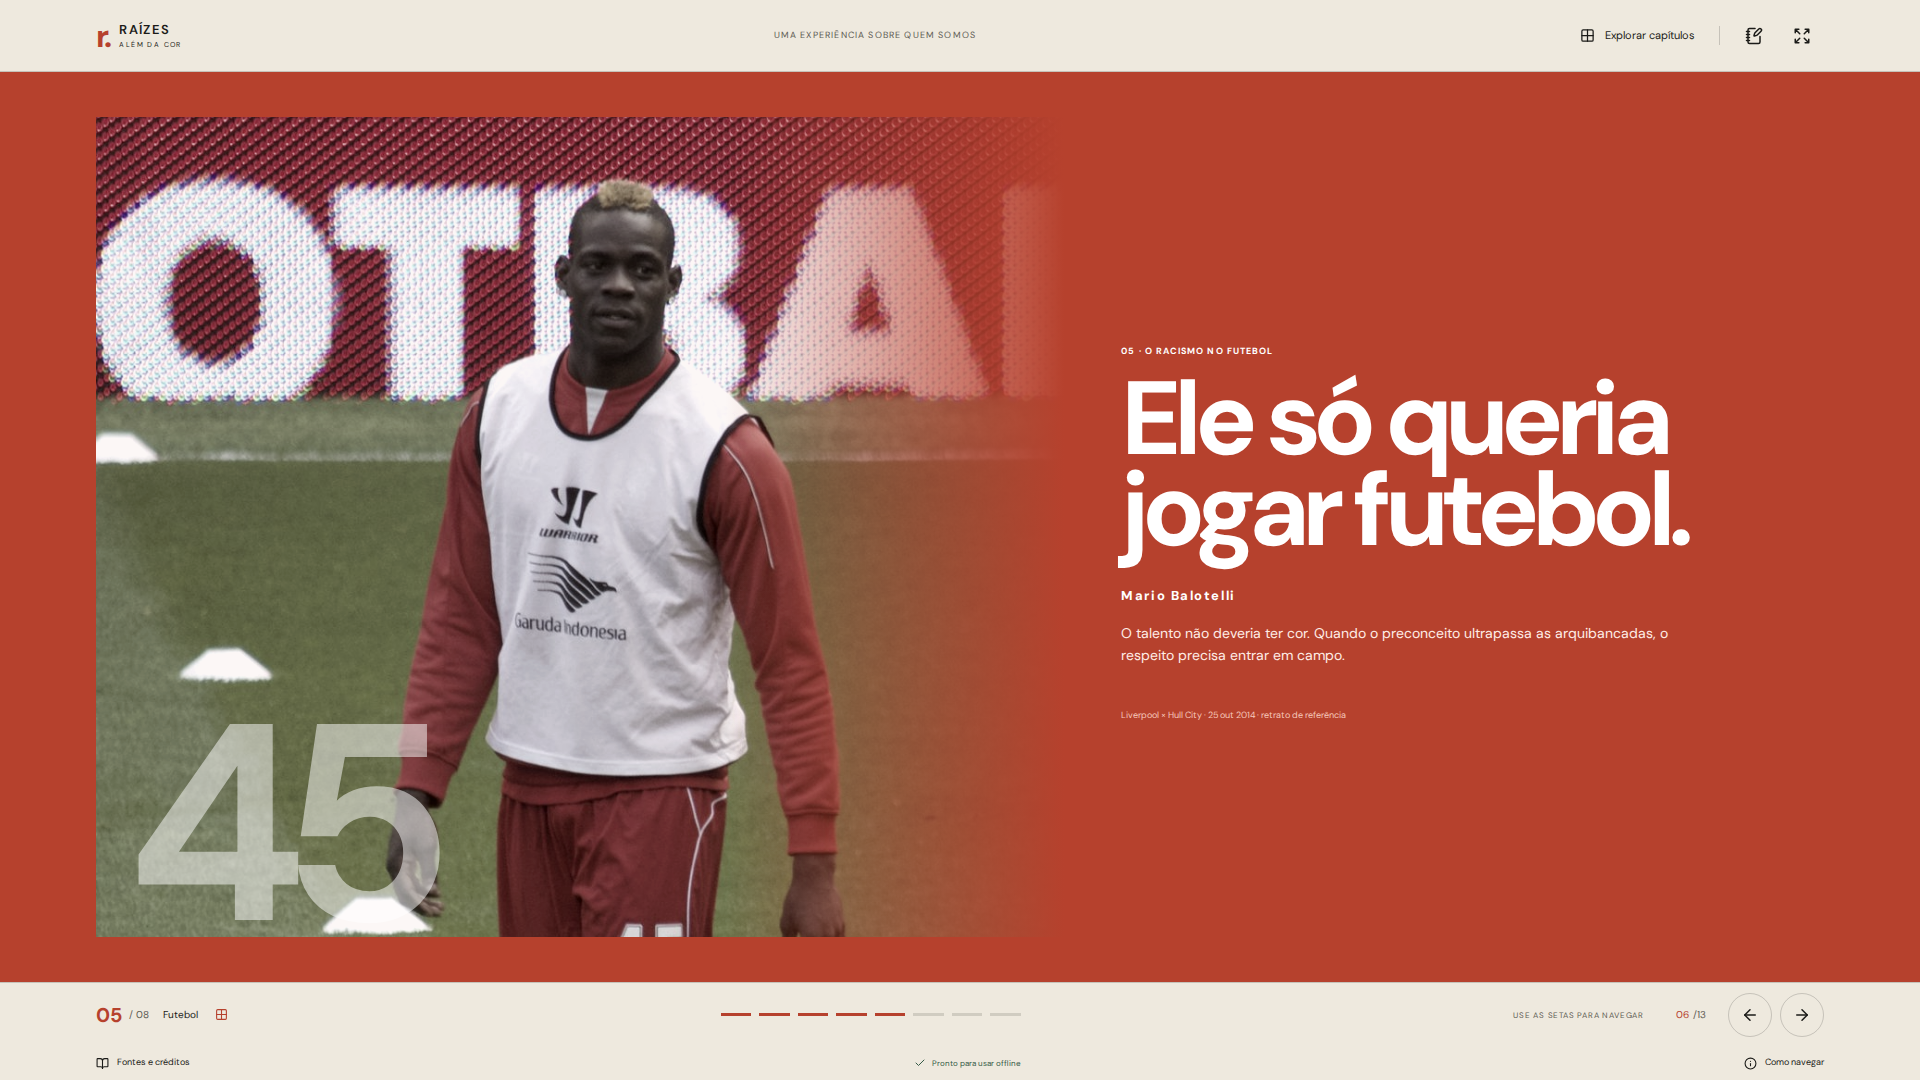 r. RAÍZES
ALÉM DA COR
UMA EXPERIÊNCIA SOBRE QUEM SOMOS
Explorar capítulos
OTBAL
WARRIOR
Garuda Indonesia
45
45
05 · O RACISMO NO FUTEBOL
Ele só queria
jogar futebol.
Mario Balotelli
O talento não deveria ter cor. Quando o preconceito ultrapassa as arquibancadas, o
respeito precisa entrar em campo.
Liverpool × Hull City · 25 out 2014 · retrato de referência
05 / 08 Futebol
USE AS SETAS PARA NAVEGAR
06 /13
Fontes e créditos
Pronto para usar offline
Como navegar